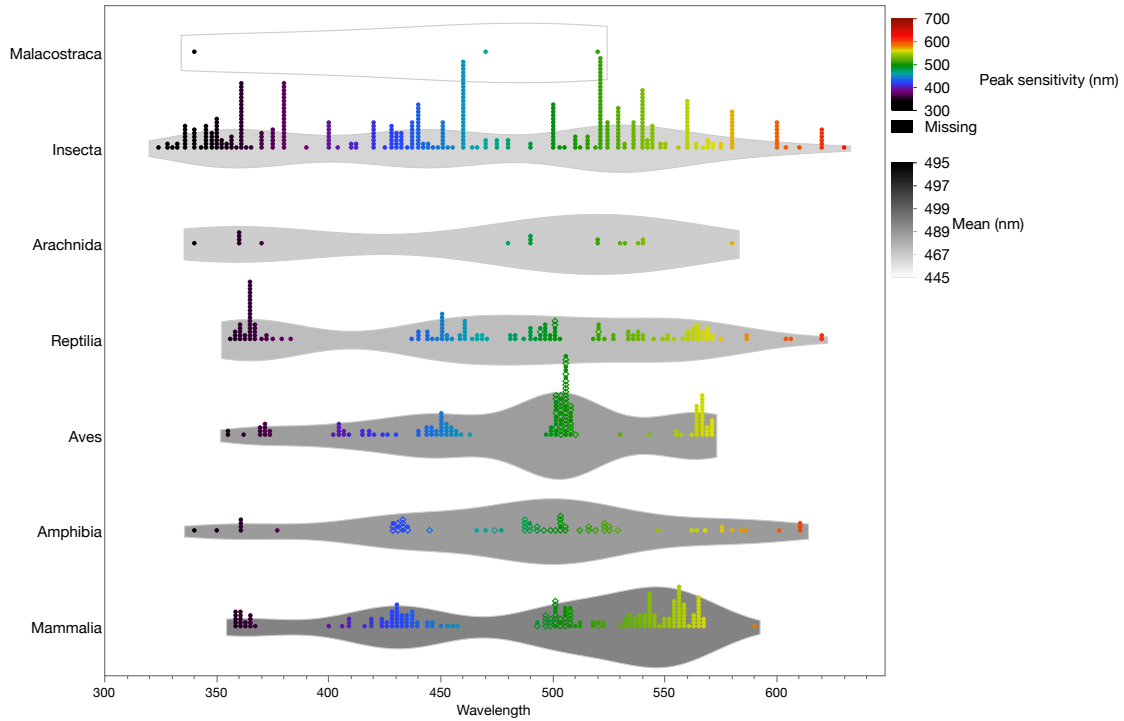 Malacostraca
Insecta
Arachnida
Reptilia
Aves
Amphibia
Mammalia
300
400
450
500
550
600
Wavelength
700
600
500
400
300
Peak sensitivity (nm)
Missing
495
497
499
489
467
445
Mean (nm)